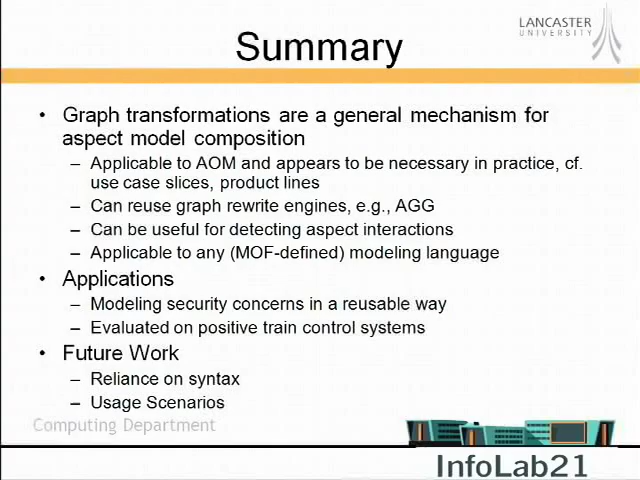 LANCASTER
UNIVERSITY
Summary
• Graph transformations are a general mechanism for
aspect model composition
– Applicable to AOM and appears to be necessary in practice, cf.
use case slices, product lines
– Can reuse graph rewrite engines, e.g., AGG
– Can be useful for detecting aspect interactions
– Applicable to any (MOF-defined) modeling language
• Applications
– Modeling security concerns in a reusable way
– Evaluated on positive train control systems
• Future Work
– Reliance on syntax
– Usage Scenarios
Computing Department
InfoLab21